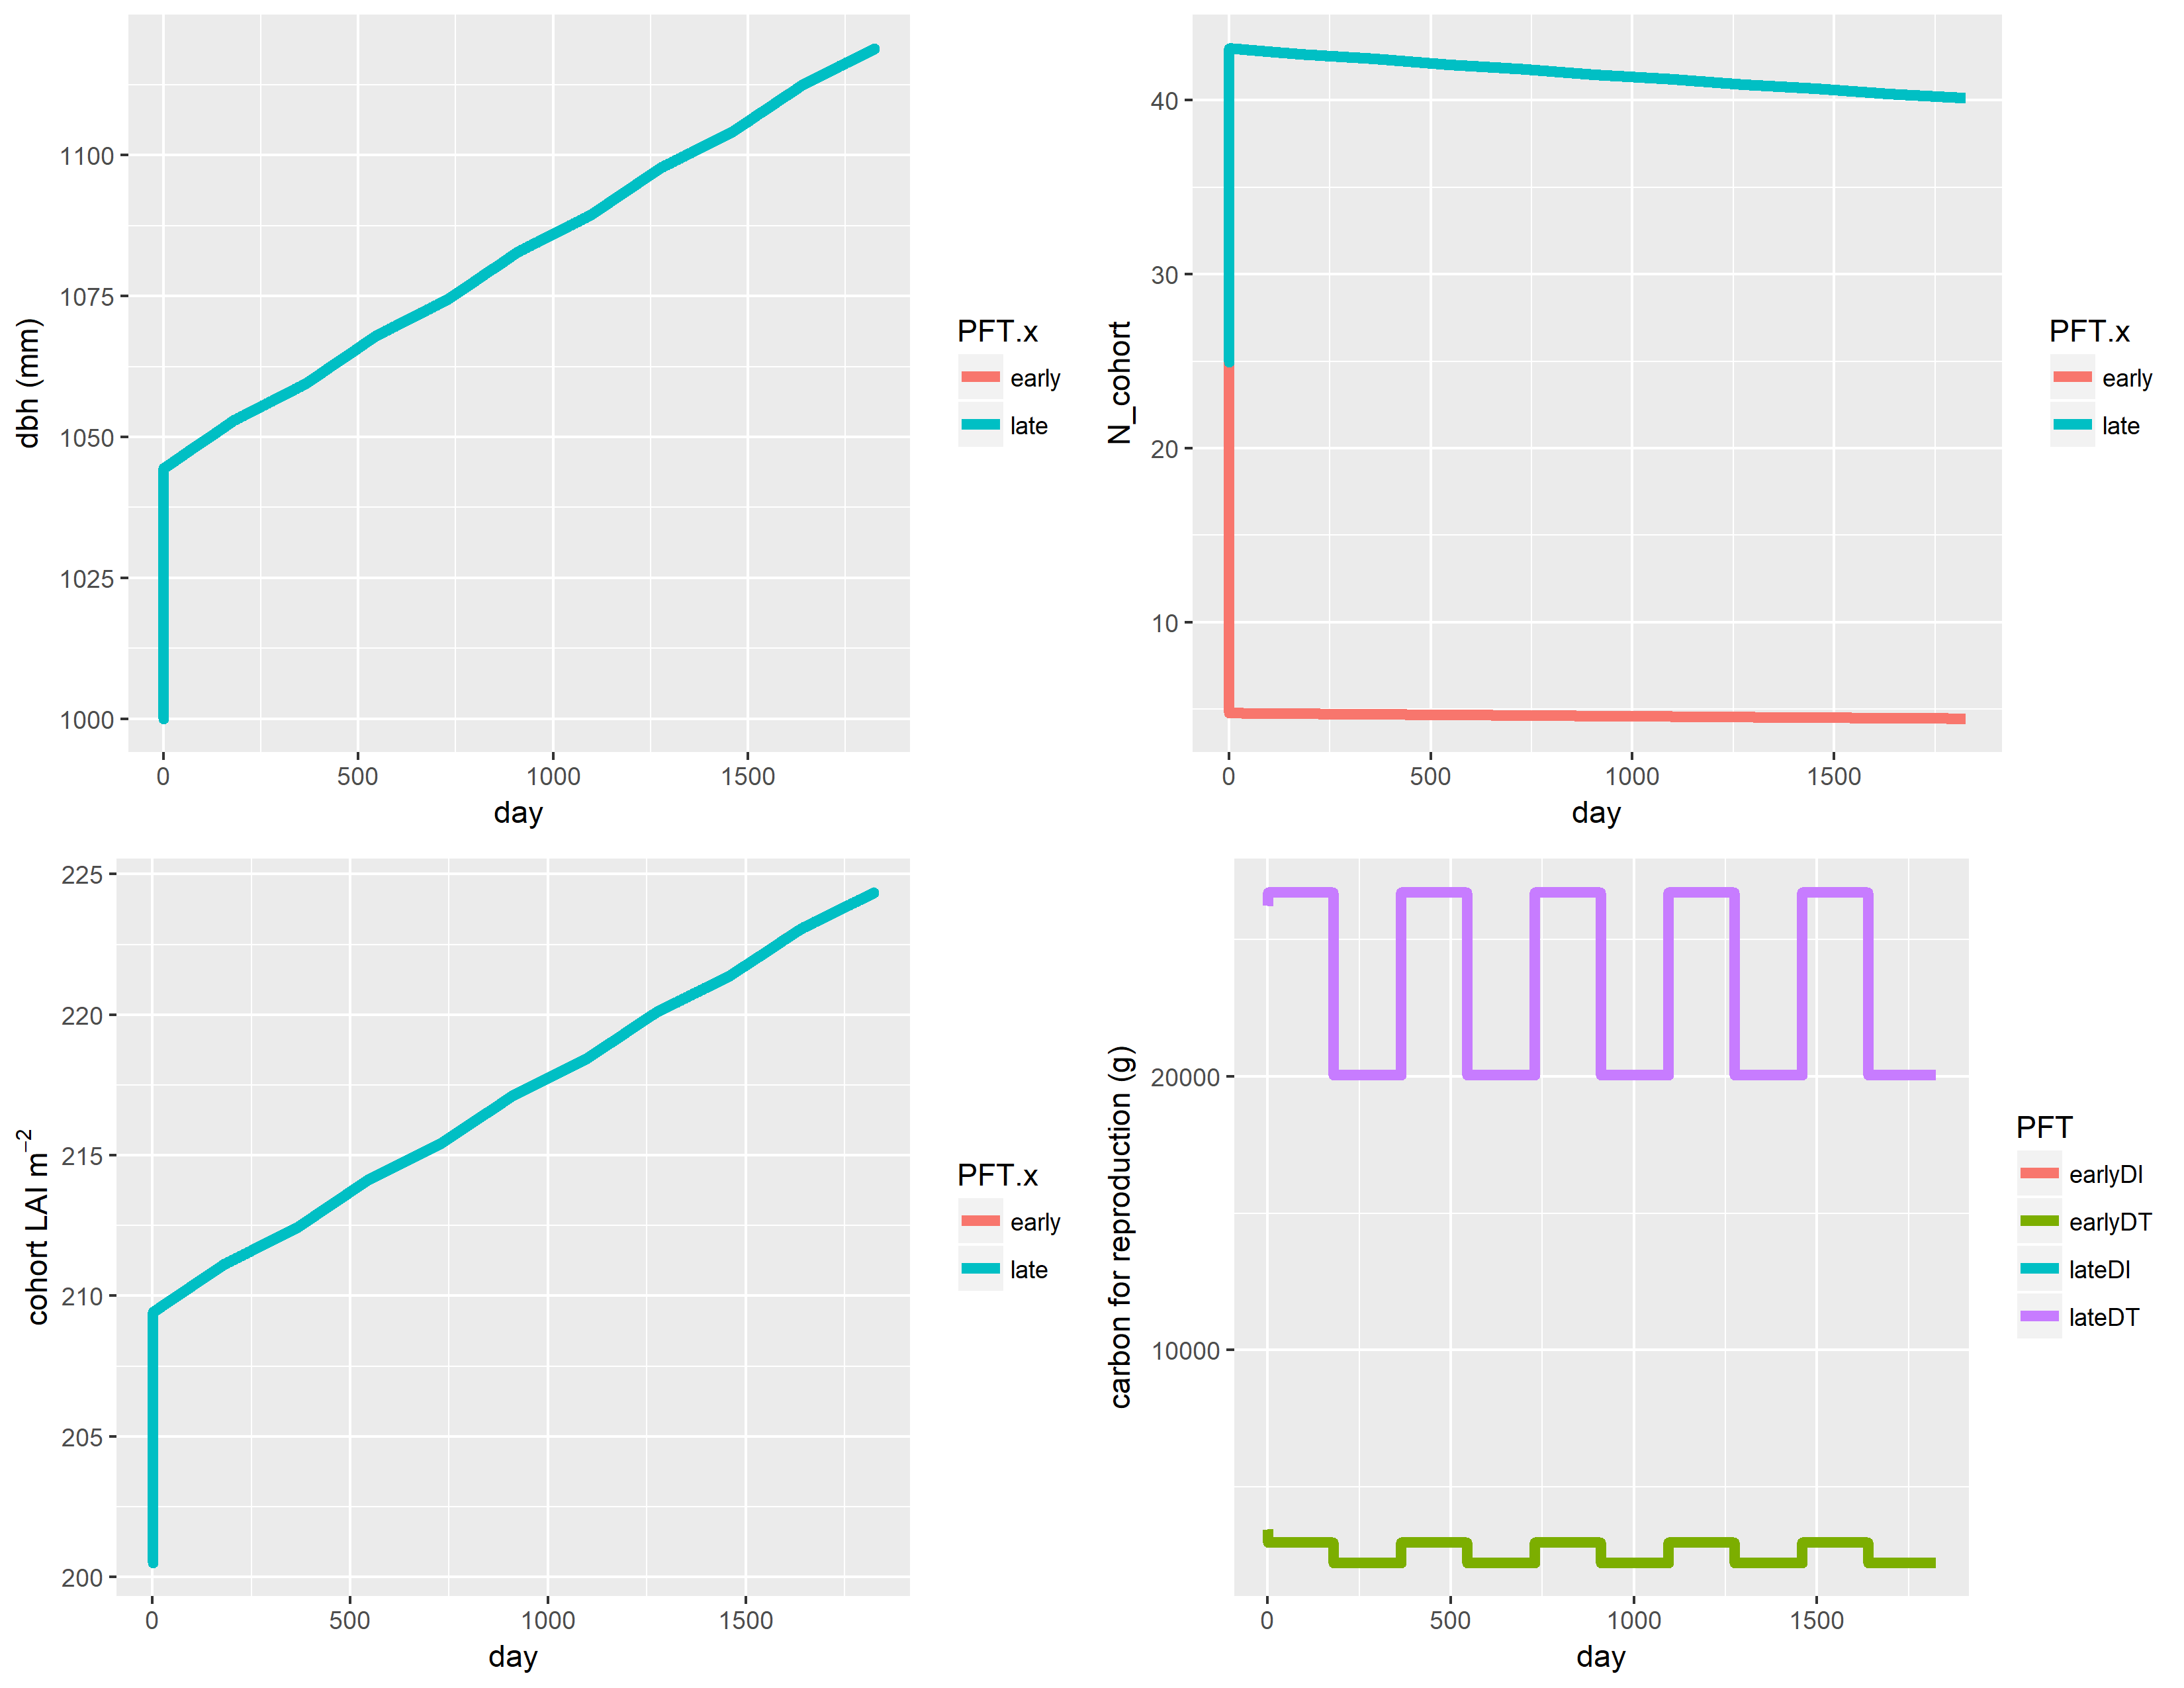 dbh (mm)
1100
1075
1050
1025
1000
0 500 1000 1500
day
PFT.x
early
late
N_cohort
40
30
20
10
0 500 1000 1500
day
PFT.x
early
late
cohort LAI m⁻²
225
220
215
210
205
200
0 500 1000 1500
day
PFT.x
early
late
carbon for reproduction (g)
20000
10000
0 500 1000 1500
day
PFT
earlyDI
earlyDT
lateDI
lateDT